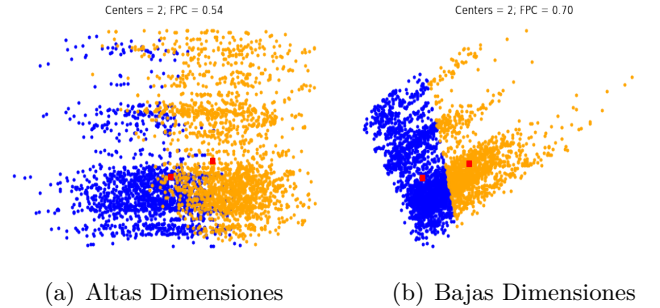 Centers = 2, FPC = 0.54
Centers = 2, FPC = 0.70
(a) Altas Dimensiones
(b) Bajas Dimensiones